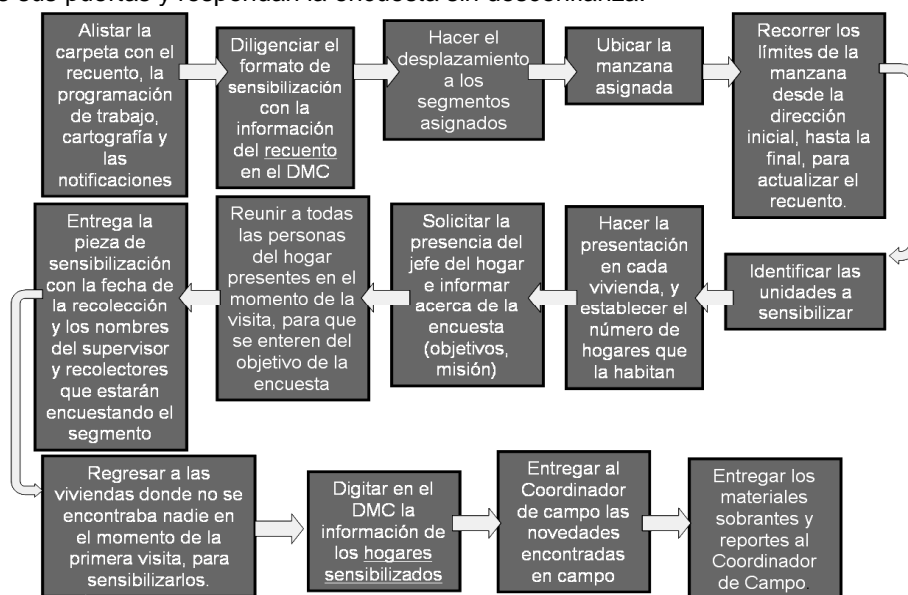 sus puertas y respondan la encuesta sin desconfianza.
Alistar la
carpeta con el
recuento, la
programación
de trabajo,
cartografía y
las
notificaciones
Diligenciar el
formato de
sensibilización
con la
información
del recuento
en el DMC
Hacer el
desplazamiento
a los
segmentos
asignados
Ubicar la
manzana
asignada
Recorrer los
límites de la
manzana
desde la
dirección
inicial, hasta la
final, para
actualizar el
recuento.
Identificar las
unidades a
sensibilizar
Hacer la
presentación
en cada
vivienda, y
establecer el
número de
hogares que
la habitan
Solicitar la
presencia del
jefe del hogar
e informar
acerca de la
encuesta
(objetivos,
misión)
Reunir a todas
las personas
del hogar
presentes en el
momento de la
visita, para que
se enteren del
objetivo de la
encuesta
Entrega la
pieza de
sensibilización
con la fecha de
la recolección
y los nombres
del supervisor
y recolectores
que estarán
encuestando el
segmento
Regresar a las
viviendas donde no se
encontraba nadie en
el momento de la
primera visita, para
sensibilizarlos.
Digitar en el
DMC la
información de
los hogares
sensibilizados
Entregar al
Coordinador
de campo las
novedades
encontradas
en campo
Entregar los
materiales
sobrantes y
reportes al
Coordinador
de Campo.